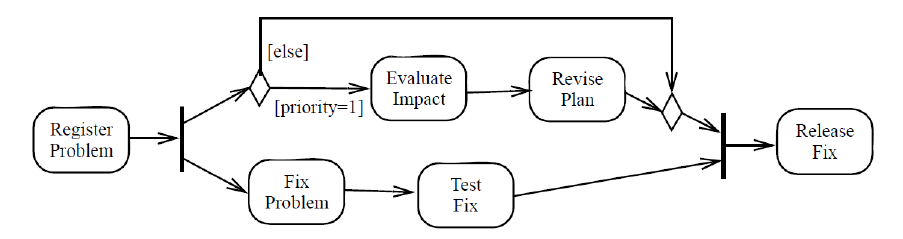 [else]
[priority=1]
Register
Problem
Evaluate
Impact
Revise
Plan
Fix
Problem
Test
Fix
Release
Fix